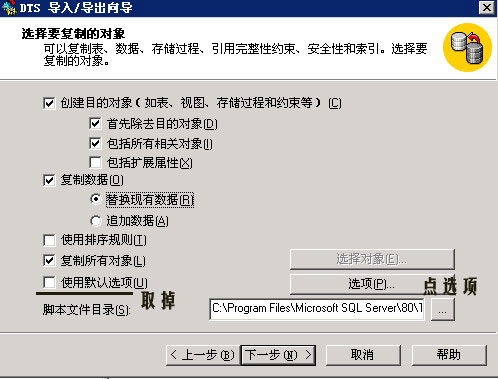 DTS 导入/导出向导
选择要复制的对象
可以复制表、数据、存储过程、引用完整性约束、安全性和索引。选择要
复制的对象。
创建目的对象（如表、视图、存储过程和约束等）(C)
首先除去目的对象(D)
包括所有相关对象(I)
包括扩展属性(X)
复制数据(O)
替换现有数据(R)
追加数据(A)
使用排序规则(T)
复制所有对象(L)
选择对象(E)...
使用默认选项(U)
选项(P)...
点选项
取掉
脚本文件目录(S):
C:\Program Files\Microsoft SQL Server\80\T
...
< 上一步(B)
下一步(N) >
取消
帮助